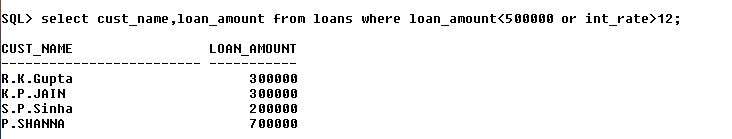 SQL> select cust_name,loan_amount from loans where loan_amount<500000 or int_rate>12;
CUST_NAME LOAN_AMOUNT
------------------------- -----------
R.K.Gupta 300000
K.P.JAIN 300000
S.P.Sinha 200000
P.SHANNA 700000